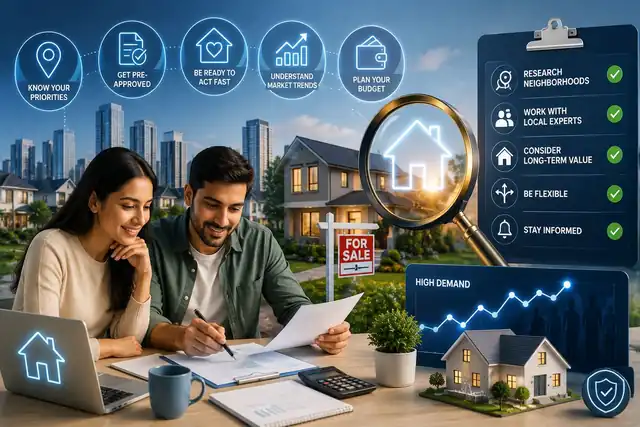 KNOW YOUR
PRIORITIES
GET PRE-
APPROVED
BE READY TO
ACT FAST
UNDERSTAND
MARKET TRENDS
PLAN YOUR
BUDGET
RESEARCH
NEIGHBORHOODS
WORK WITH
LOCAL EXPERTS
CONSIDER
LONG-TERM VALUE
BE FLEXIBLE
STAY INFORMED
FOR
SALE
HIGH DEMAND